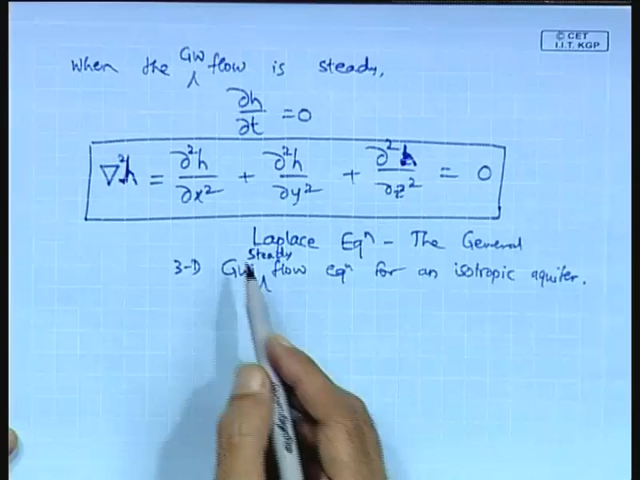 © CET
I.I.T. KGP
When the GW flow is steady,
∂h/∂t = 0
∇²h = ∂²h/∂x² + ∂²h/∂y² + ∂²h/∂z² = 0
Laplace Eqⁿ - The General
3-D GW steady flow eqⁿ for an isotropic aquifer.